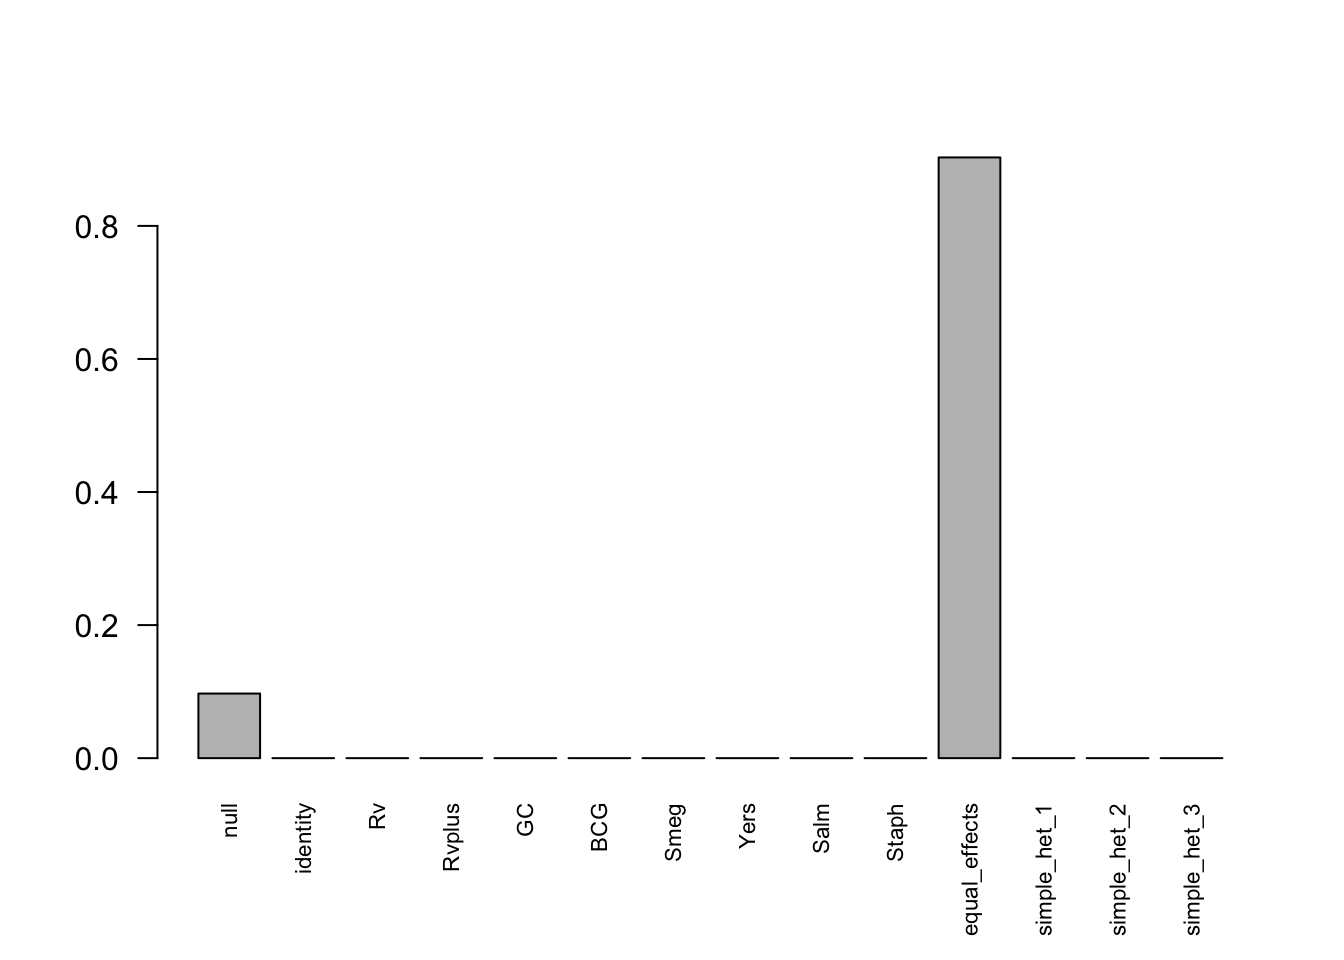 0.8
0.6
0.4
0.2
0.0
null
identity
Rv
Rvplus
GC
BCG
Smeg
Yers
Salm
Staph
equal_effects
simple_het_1
simple_het_2
simple_het_3